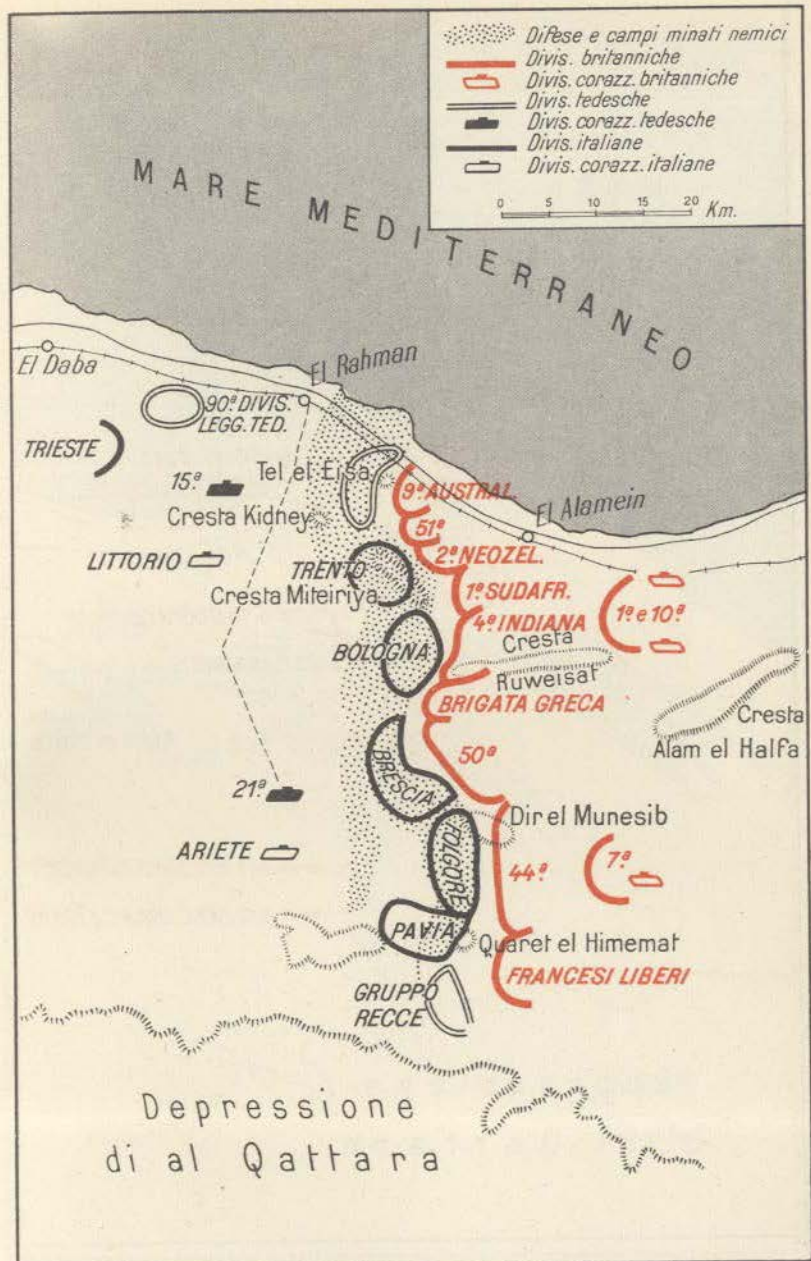 Difese e campi minati nemici
Divis. britanniche
Divis. corazz. britanniche
Divis. tedesche
Divis. corazz. tedesche
Divis. italiane
Divis. corazz. italiane
0 5 10 15 20 Km.
MARE MEDITERRANEO
El Daba
El Rahman
90ª DIVIS.
LEGG. TED.
TRIESTE
15ª
Tel el Eisa
Cresta Kidney
9ª AUSTRAL.
El Alamein
51ª
2ª NEOZEL.
LITTORIO
TRENTO
Cresta Miteiriya
1ª SUDAFR.
4ª INDIANA
1ª e 10ª
BOLOGNA
Cresta
Ruweisat
BRIGATA GRECA
Cresta
Alam el Halfa
50ª
BRESCIA
21ª
Dir el Munesib
ARIETE
FOLGORE
44ª
7ª
PAVIA
Quaret el Himemat
FRANCESI LIBERI
GRUPPO
RECCE
Depressione
di al Qattara